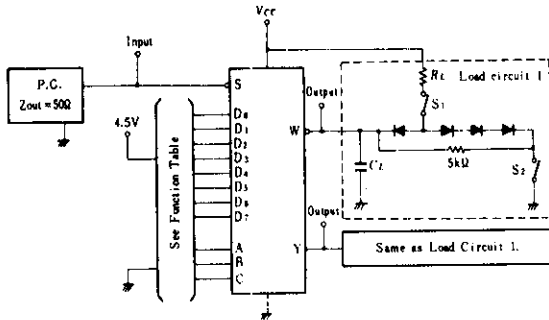 Vcc
Input
P.G.
Zout=50Ω
4.5V
See Function Table
S
D0
D1
D2
D3
D4
D5
D6
D7
A
B
C
W
Y
Output
RL
Load circuit 1
S1
CL
5kΩ
S2
Output
Same as Load Circuit 1.